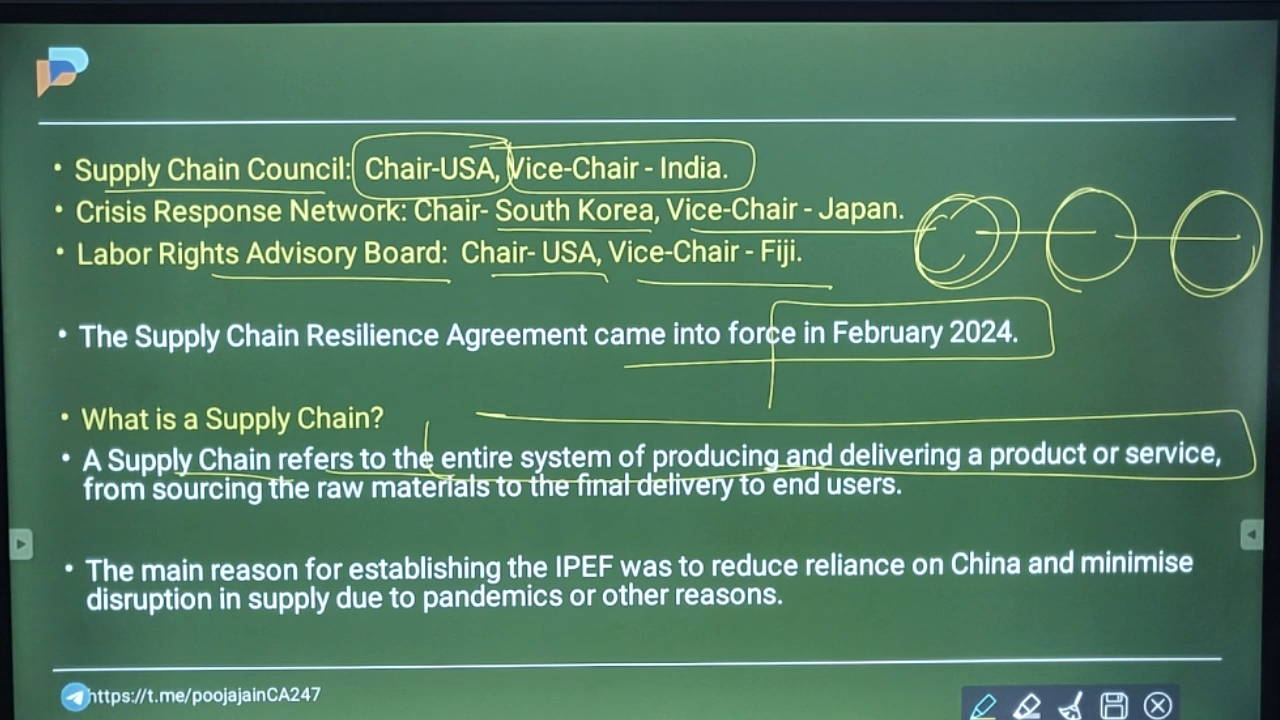 • Supply Chain Council: Chair-USA, Vice-Chair - India.
• Crisis Response Network: Chair- South Korea, Vice-Chair - Japan.
• Labor Rights Advisory Board: Chair- USA, Vice-Chair - Fiji.
• The Supply Chain Resilience Agreement came into force in February 2024.
• What is a Supply Chain?
• A Supply Chain refers to the entire system of producing and delivering a product or service,
from sourcing the raw materials to the final delivery to end users.
• The main reason for establishing the IPEF was to reduce reliance on China and minimise
disruption in supply due to pandemics or other reasons.
https://t.me/poojajainCA247